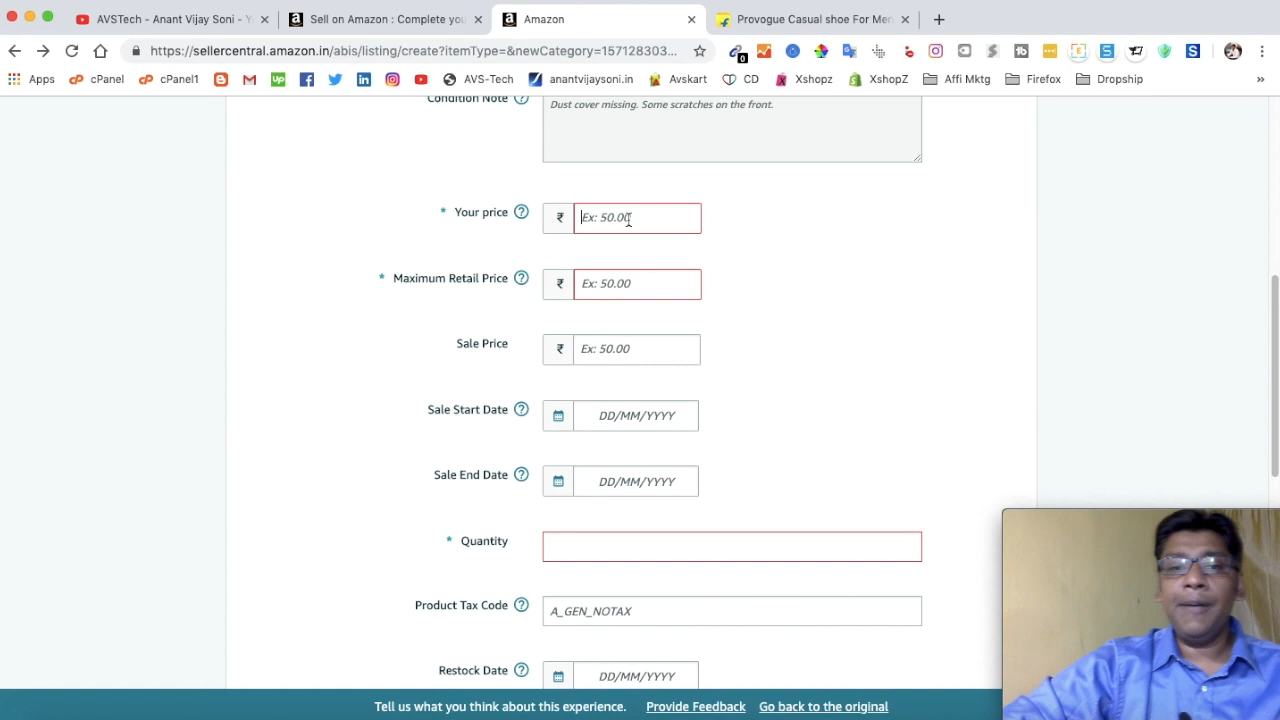 AVSTech - Anant Vijay Soni - Y
Sell on Amazon : Complete you
Amazon
Provogue Casual shoe For Men
https://sellercentral.amazon.in/abis/listing/create?itemType=&newCategory=157128303...
0
Apps
cPanel
cPanel1
AVS-Tech
anantvijaysoni.in
Avskart
CD
Xshopz
XshopZ
Affi Mktg
Firefox
Dropship
»
Condition Note
Dust cover missing. Some scratches on the front.
* Your price
₹ Ex: 50.00
* Maximum Retail Price
₹ Ex: 50.00
Sale Price
₹ Ex: 50.00
Sale Start Date
DD/MM/YYYY
Sale End Date
DD/MM/YYYY
* Quantity
Product Tax Code
A_GEN_NOTAX
Restock Date
DD/MM/YYYY
Tell us what you think about this experience. Provide Feedback Go back to the original